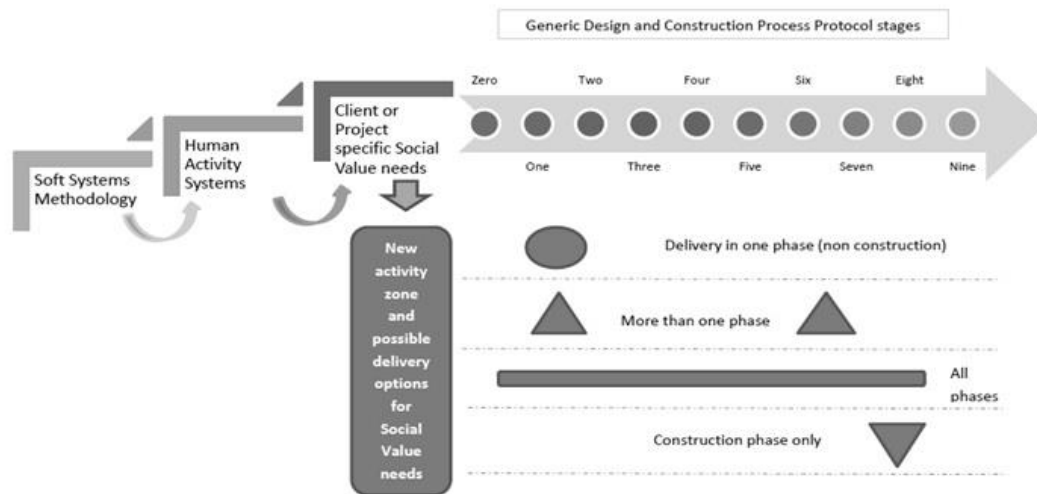 Generic Design and Construction Process Protocol stages
Zero
Two
Four
Six
Eight
One
Three
Five
Seven
Nine
Soft Systems
Methodology
Human
Activity
Systems
Client or
Project
specific Social
Value needs
New
activity
zone
and
possible
delivery
options
for
Social
Value
needs
Delivery in one phase (non construction)
More than one phase
All
phases
Construction phase only